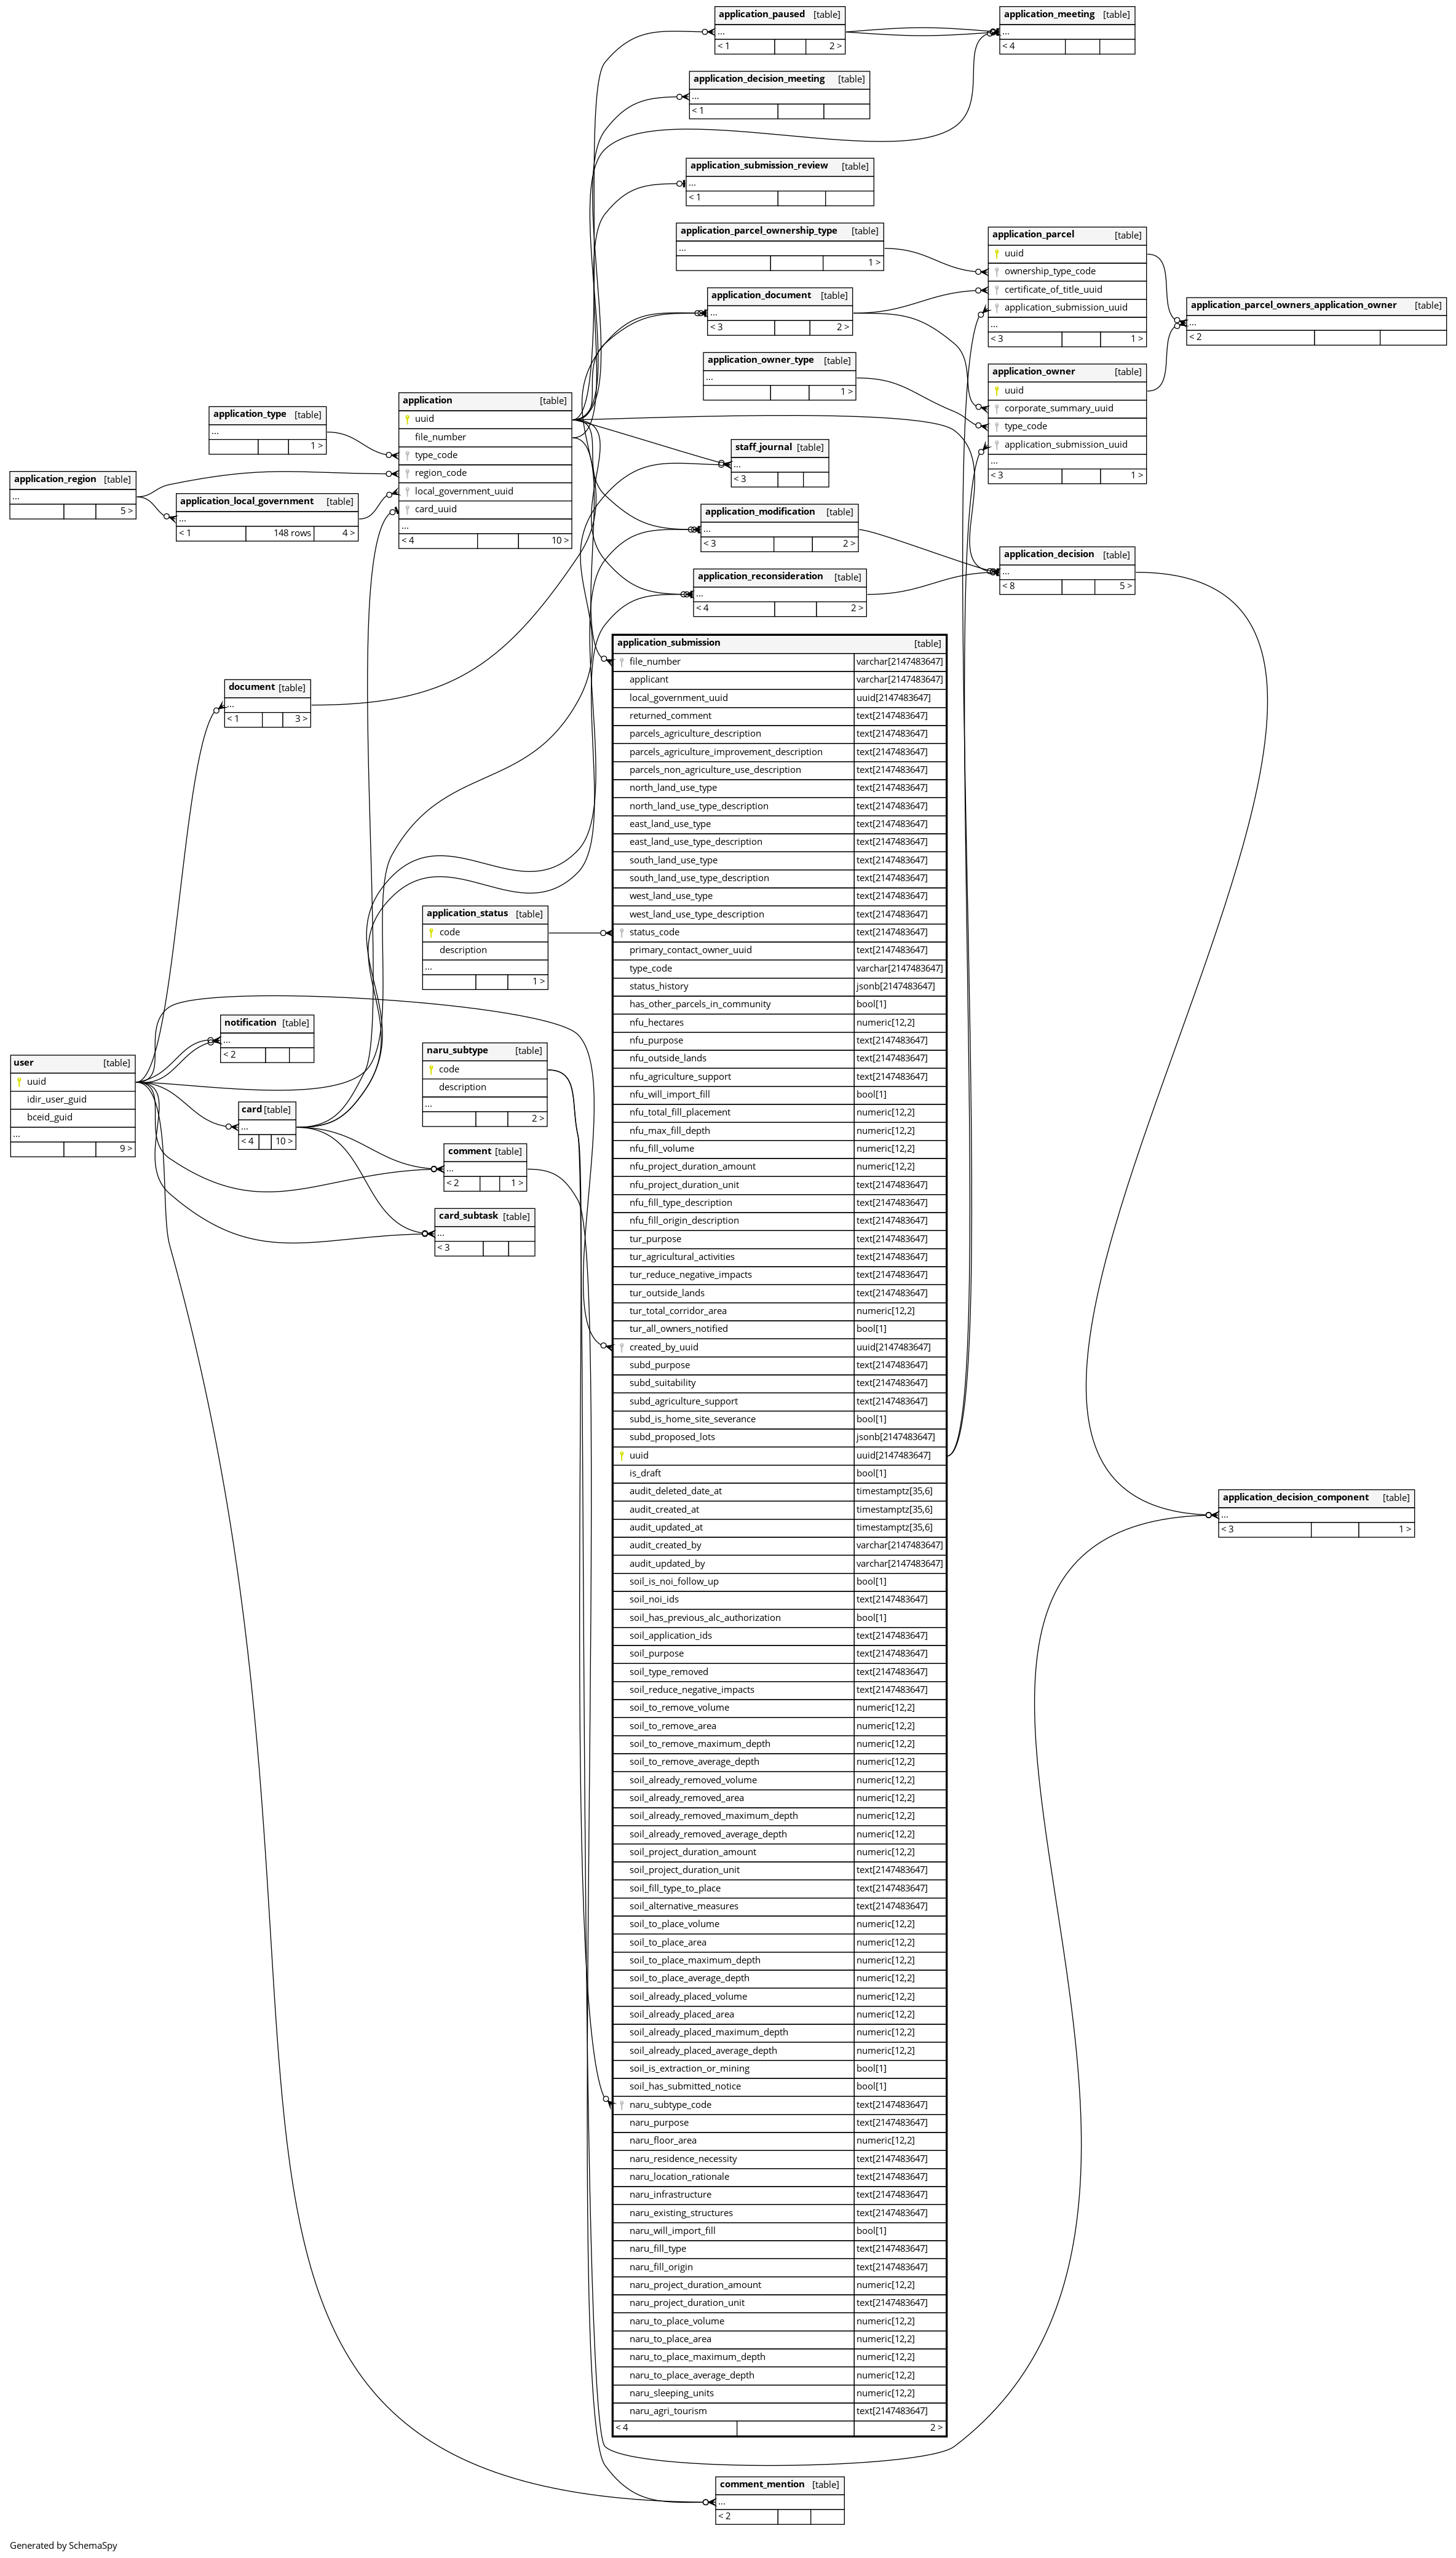 application_paused [table]
...
< 1 2 >
application_meeting [table]
...
< 4
application_decision_meeting [table]
...
< 1
application_submission_review [table]
...
< 1
application_parcel_ownership_type [table]
...
1 >
application_parcel [table]
uuid
ownership_type_code
certificate_of_title_uuid
application_submission_uuid
...
< 3 1 >
application_document [table]
...
< 3 2 >
application_parcel_owners_application_owner [table]
...
< 2
application_owner_type [table]
...
1 >
application_owner [table]
uuid
corporate_summary_uuid
type_code
application_submission_uuid
...
< 3 1 >
application [table]
uuid
file_number
type_code
region_code
local_government_uuid
card_uuid
...
< 4 10 >
application_type [table]
...
1 >
application_region [table]
...
5 >
application_local_government [table]
...
< 1 148 rows 4 >
staff_journal [table]
...
< 3
application_modification [table]
...
< 3 2 >
application_decision [table]
...
< 8 5 >
application_reconsideration [table]
...
< 4 2 >
document [table]
...
< 1 3 >
application_submission [table]
file_number varchar[2147483647]
applicant varchar[2147483647]
local_government_uuid uuid[2147483647]
returned_comment text[2147483647]
parcels_agriculture_description text[2147483647]
parcels_agriculture_improvement_description text[2147483647]
parcels_non_agriculture_use_description text[2147483647]
north_land_use_type text[2147483647]
north_land_use_type_description text[2147483647]
east_land_use_type text[2147483647]
east_land_use_type_description text[2147483647]
south_land_use_type text[2147483647]
south_land_use_type_description text[2147483647]
west_land_use_type text[2147483647]
west_land_use_type_description text[2147483647]
status_code text[2147483647]
primary_contact_owner_uuid text[2147483647]
type_code varchar[2147483647]
status_history jsonb[2147483647]
has_other_parcels_in_community bool[1]
nfu_hectares numeric[12,2]
nfu_purpose text[2147483647]
nfu_outside_lands text[2147483647]
nfu_agriculture_support text[2147483647]
nfu_will_import_fill bool[1]
nfu_total_fill_placement numeric[12,2]
nfu_max_fill_depth numeric[12,2]
nfu_fill_volume numeric[12,2]
nfu_project_duration_amount numeric[12,2]
nfu_project_duration_unit text[2147483647]
nfu_fill_type_description text[2147483647]
nfu_fill_origin_description text[2147483647]
tur_purpose text[2147483647]
tur_agricultural_activities text[2147483647]
tur_reduce_negative_impacts text[2147483647]
tur_outside_lands text[2147483647]
tur_total_corridor_area numeric[12,2]
tur_all_owners_notified bool[1]
created_by_uuid uuid[2147483647]
subd_purpose text[2147483647]
subd_suitability text[2147483647]
subd_agriculture_support text[2147483647]
subd_is_home_site_severance bool[1]
subd_proposed_lots jsonb[2147483647]
uuid uuid[2147483647]
is_draft bool[1]
audit_deleted_date_at timestamptz[35,6]
audit_created_at timestamptz[35,6]
audit_updated_at timestamptz[35,6]
audit_created_by varchar[2147483647]
audit_updated_by varchar[2147483647]
soil_is_noi_follow_up bool[1]
soil_noi_ids text[2147483647]
soil_has_previous_alc_authorization bool[1]
soil_application_ids text[2147483647]
soil_purpose text[2147483647]
soil_type_removed text[2147483647]
soil_reduce_negative_impacts text[2147483647]
soil_to_remove_volume numeric[12,2]
soil_to_remove_area numeric[12,2]
soil_to_remove_maximum_depth numeric[12,2]
soil_to_remove_average_depth numeric[12,2]
soil_already_removed_volume numeric[12,2]
soil_already_removed_area numeric[12,2]
soil_already_removed_maximum_depth numeric[12,2]
soil_already_removed_average_depth numeric[12,2]
soil_project_duration_amount numeric[12,2]
soil_project_duration_unit text[2147483647]
soil_fill_type_to_place text[2147483647]
soil_alternative_measures text[2147483647]
soil_to_place_volume numeric[12,2]
soil_to_place_area numeric[12,2]
soil_to_place_maximum_depth numeric[12,2]
soil_to_place_average_depth numeric[12,2]
soil_already_placed_volume numeric[12,2]
soil_already_placed_area numeric[12,2]
soil_already_placed_maximum_depth numeric[12,2]
soil_already_placed_average_depth numeric[12,2]
soil_is_extraction_or_mining bool[1]
soil_has_submitted_notice bool[1]
naru_subtype_code text[2147483647]
naru_purpose text[2147483647]
naru_floor_area numeric[12,2]
naru_residence_necessity text[2147483647]
naru_location_rationale text[2147483647]
naru_infrastructure text[2147483647]
naru_existing_structures text[2147483647]
naru_will_import_fill bool[1]
naru_fill_type text[2147483647]
naru_fill_origin text[2147483647]
naru_project_duration_amount numeric[12,2]
naru_project_duration_unit text[2147483647]
naru_to_place_volume numeric[12,2]
naru_to_place_area numeric[12,2]
naru_to_place_maximum_depth numeric[12,2]
naru_to_place_average_depth numeric[12,2]
naru_sleeping_units numeric[12,2]
naru_agri_tourism text[2147483647]
< 4 2 >
application_status [table]
code
description
...
1 >
notification [table]
...
< 2
naru_subtype [table]
code
description
...
2 >
user [table]
uuid
idir_user_guid
bceid_guid
...
9 >
card [table]
...
< 4 10 >
comment [table]
...
< 2 1 >
card_subtask [table]
...
< 3
application_decision_component [table]
...
< 3 1 >
comment_mention [table]
...
< 2
Generated by SchemaSpy